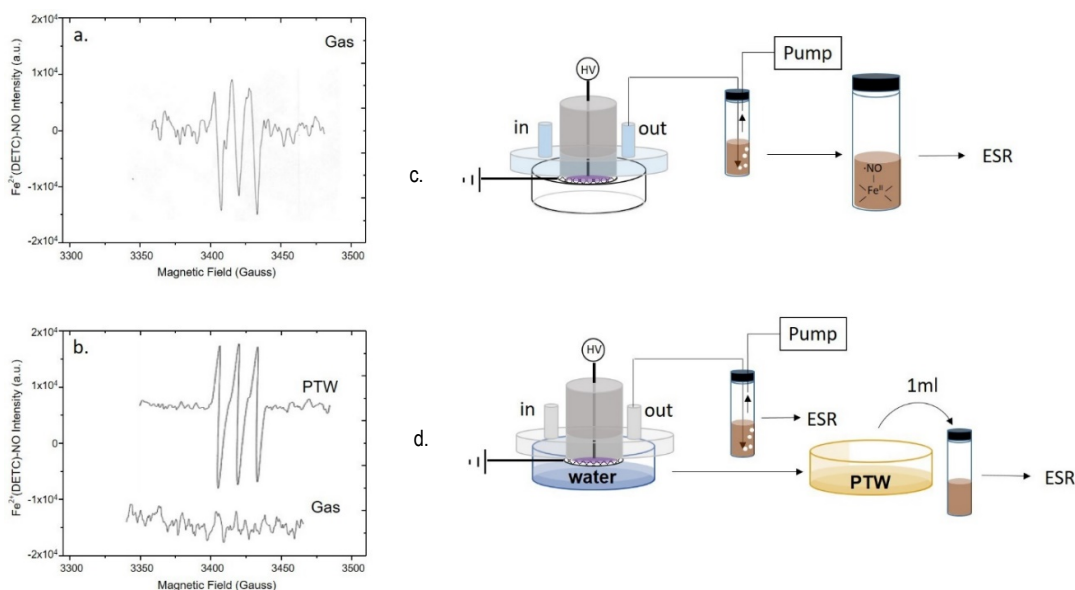 a.
Gas
2x10⁴
1x10⁴
0
-1x10⁴
-2x10⁴
Fe²⁺(DETC)-NO Intensity (a.u.)
3300 3350 3400 3450 3500
Magnetic Field (Gauss)
c.
HV
in
out
Pump
·NO
Feᴵᴵ
ESR
b.
PTW
Gas
2x10⁴
1x10⁴
0
-1x10⁴
-2x10⁴
Fe²⁺(DETC)-NO Intensity (a.u.)
3300 3350 3400 3450 3500
Magnetic Field (Gauss)
d.
HV
in
out
Pump
water
ESR
1ml
PTW
ESR